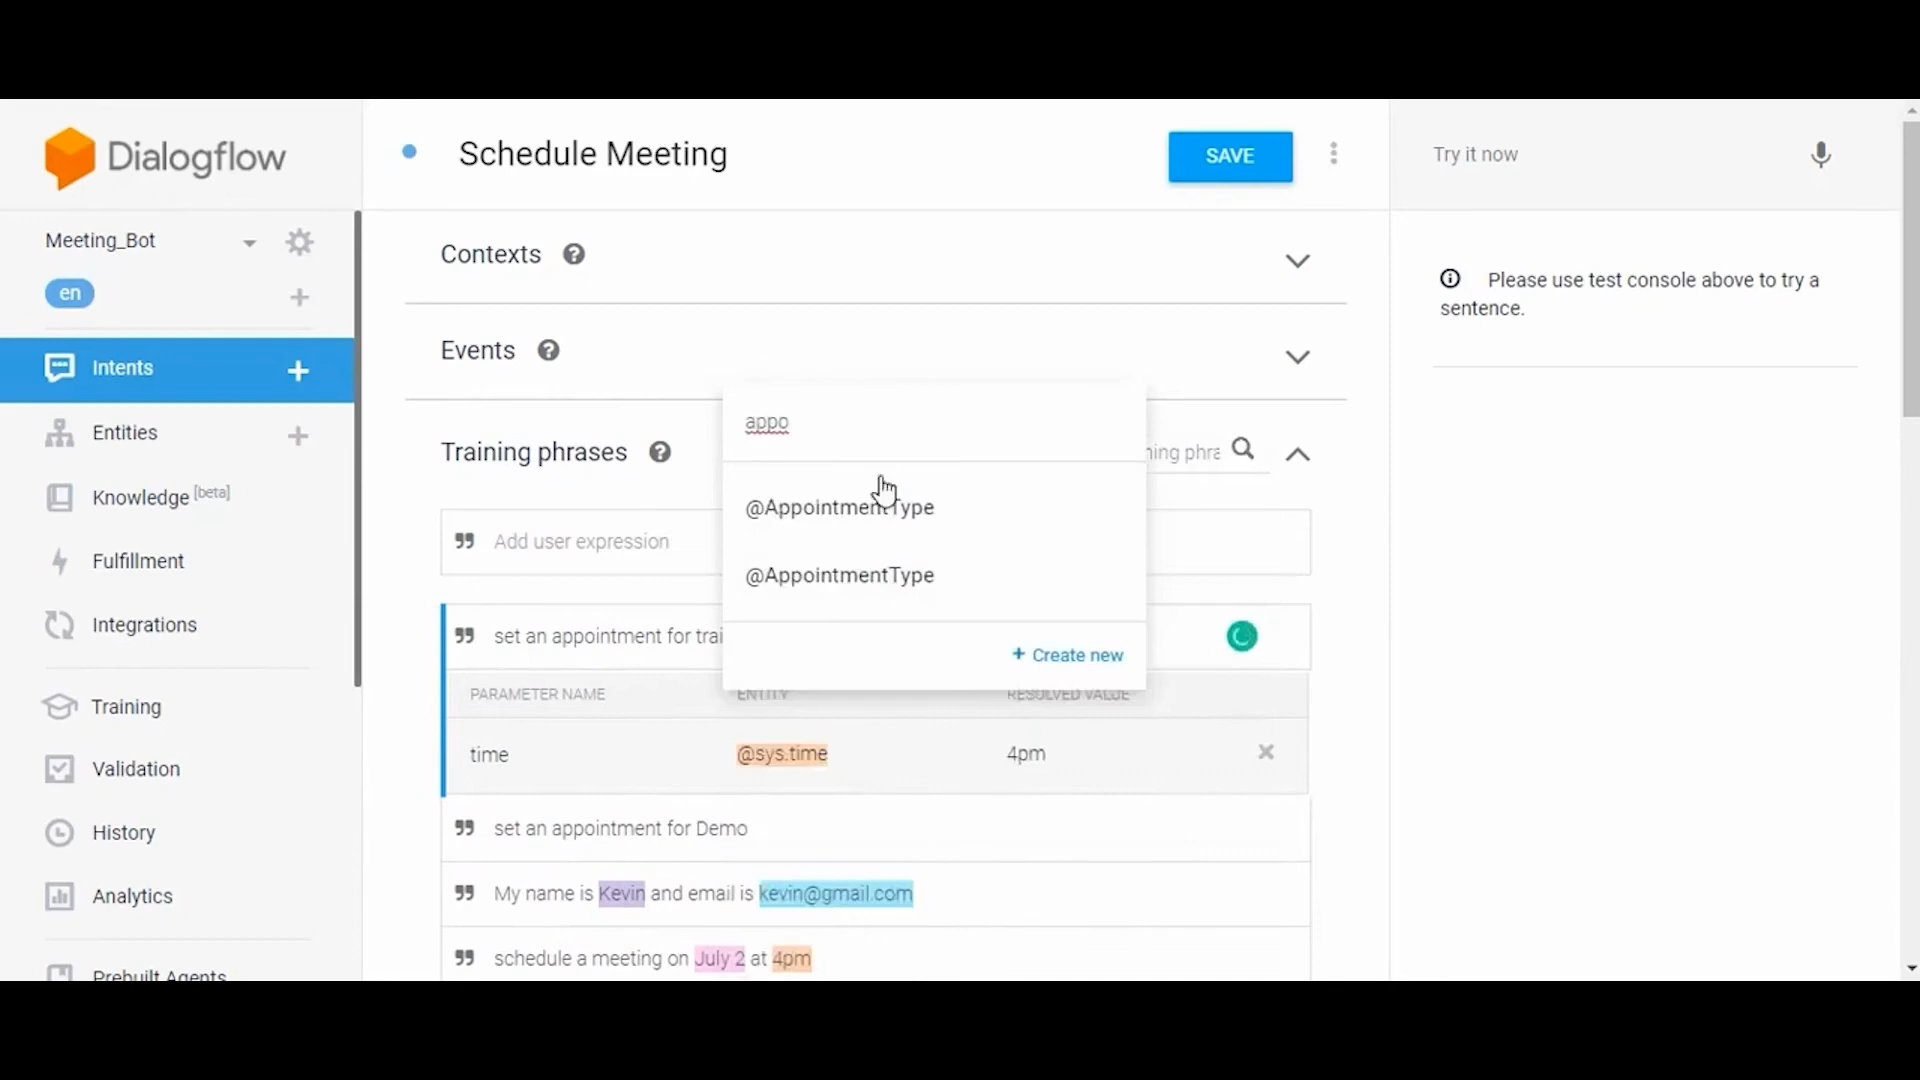 Dialogflow
Schedule Meeting
SAVE
Try it now
Meeting_Bot
en
Contexts
Please use test console above to try a
sentence.
Events
Intents
Entities
Knowledge [beta]
Fulfillment
Integrations
Training
Validation
History
Analytics
Prebuilt Agents
appo
@AppointmentType
@AppointmentType
+ Create new
Training phrases
Add user expression
set an appointment for
PARAMETER NAME ENTITY RESOLVED VALUE
time @sys.time 4pm
set an appointment for Demo
My name is Kevin and email is kevin@gmail.com
schedule a meeting on July 2 at 4pm